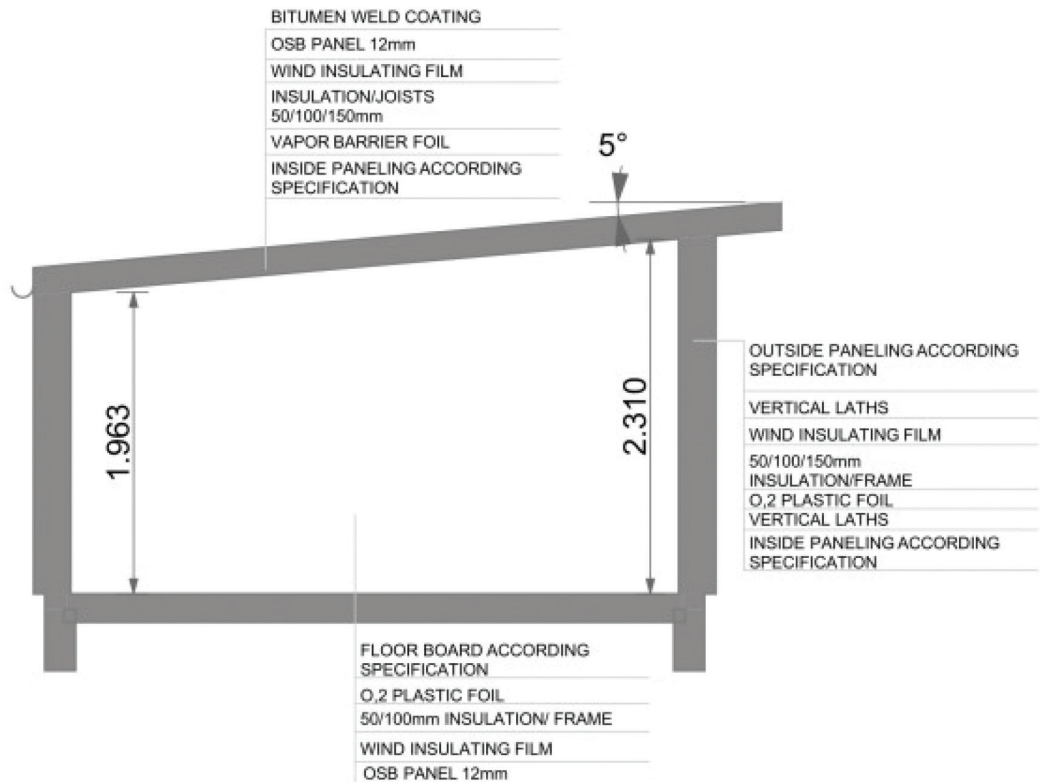 BITUMEN WELD COATING
OSB PANEL 12mm
WIND INSULATING FILM
INSULATION/JOISTS
50/100/150mm
VAPOR BARRIER FOIL
INSIDE PANELING ACCORDING
SPECIFICATION
5°
1.963
2.310
OUTSIDE PANELING ACCORDING
SPECIFICATION
VERTICAL LATHS
WIND INSULATING FILM
50/100/150mm
INSULATION/FRAME
O,2 PLASTIC FOIL
VERTICAL LATHS
INSIDE PANELING ACCORDING
SPECIFICATION
FLOOR BOARD ACCORDING
SPECIFICATION
O,2 PLASTIC FOIL
50/100mm INSULATION/ FRAME
WIND INSULATING FILM
OSB PANEL 12mm